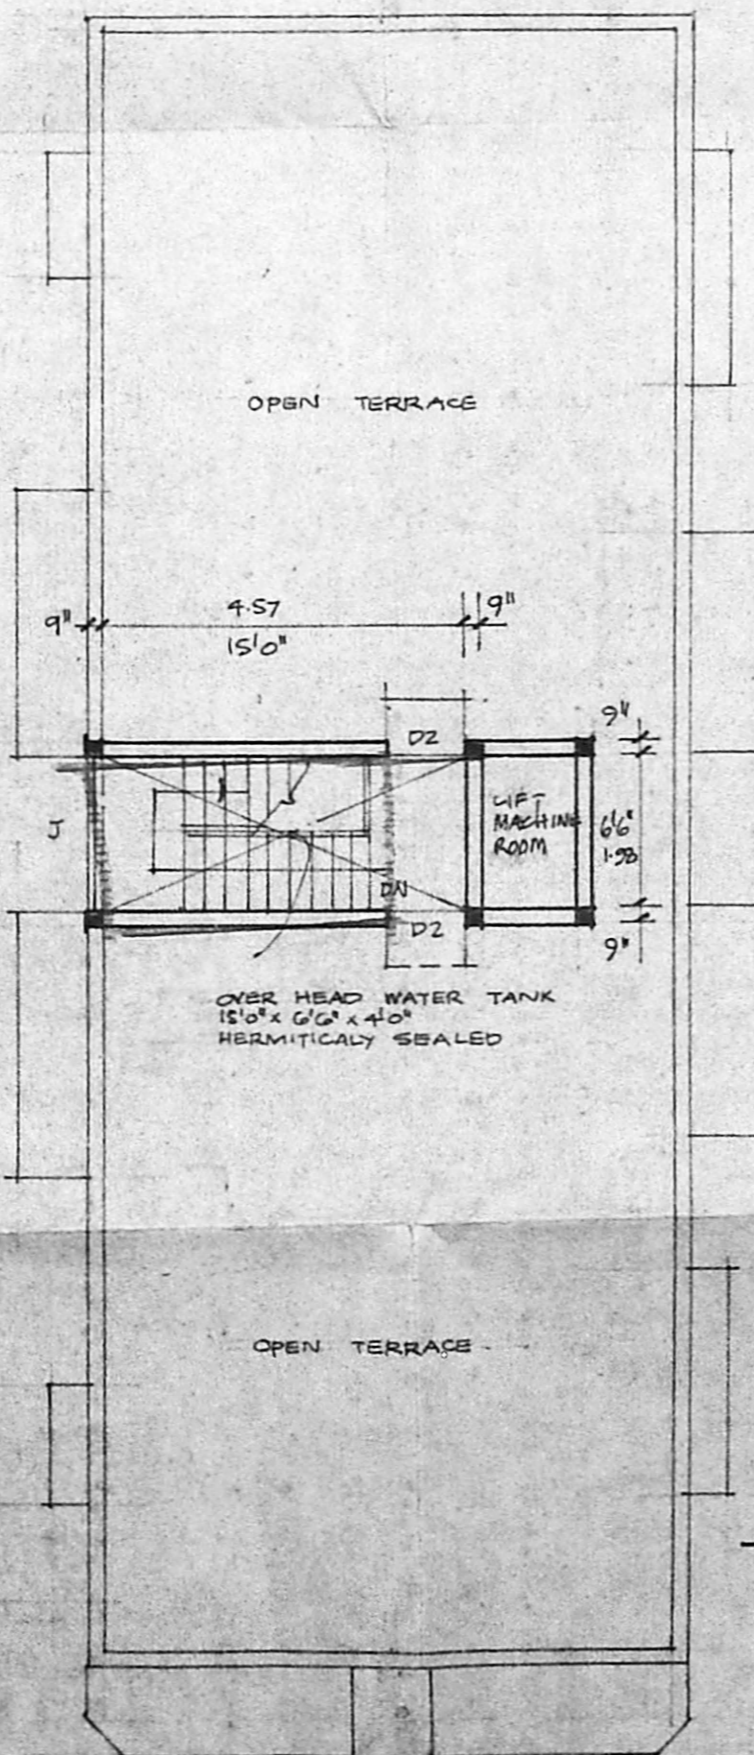 OPEN TERRACE
9"
4.57
15'0"
9"
9"
D2
J
LIFT
MACHINE
ROOM
6'6"
1.98
DN
D2
9"
OVER HEAD WATER TANK
15'0" x 6'6" x 4'0"
HERMITICALY SEALED
OPEN TERRACE